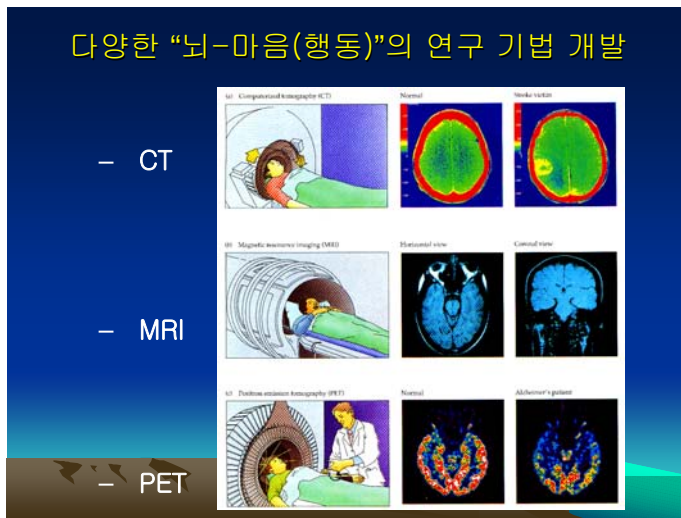 다양한 “뇌-마음(행동)”의 연구 기법 개발
(a) Computerized tomography (CT)
Normal
Stroke victim
– CT
(b) Magnetic resonance imaging (MRI)
Horizontal view
Coronal view
– MRI
(c) Positron emission tomography (PET)
Normal
Alzheimer's patient
– PET